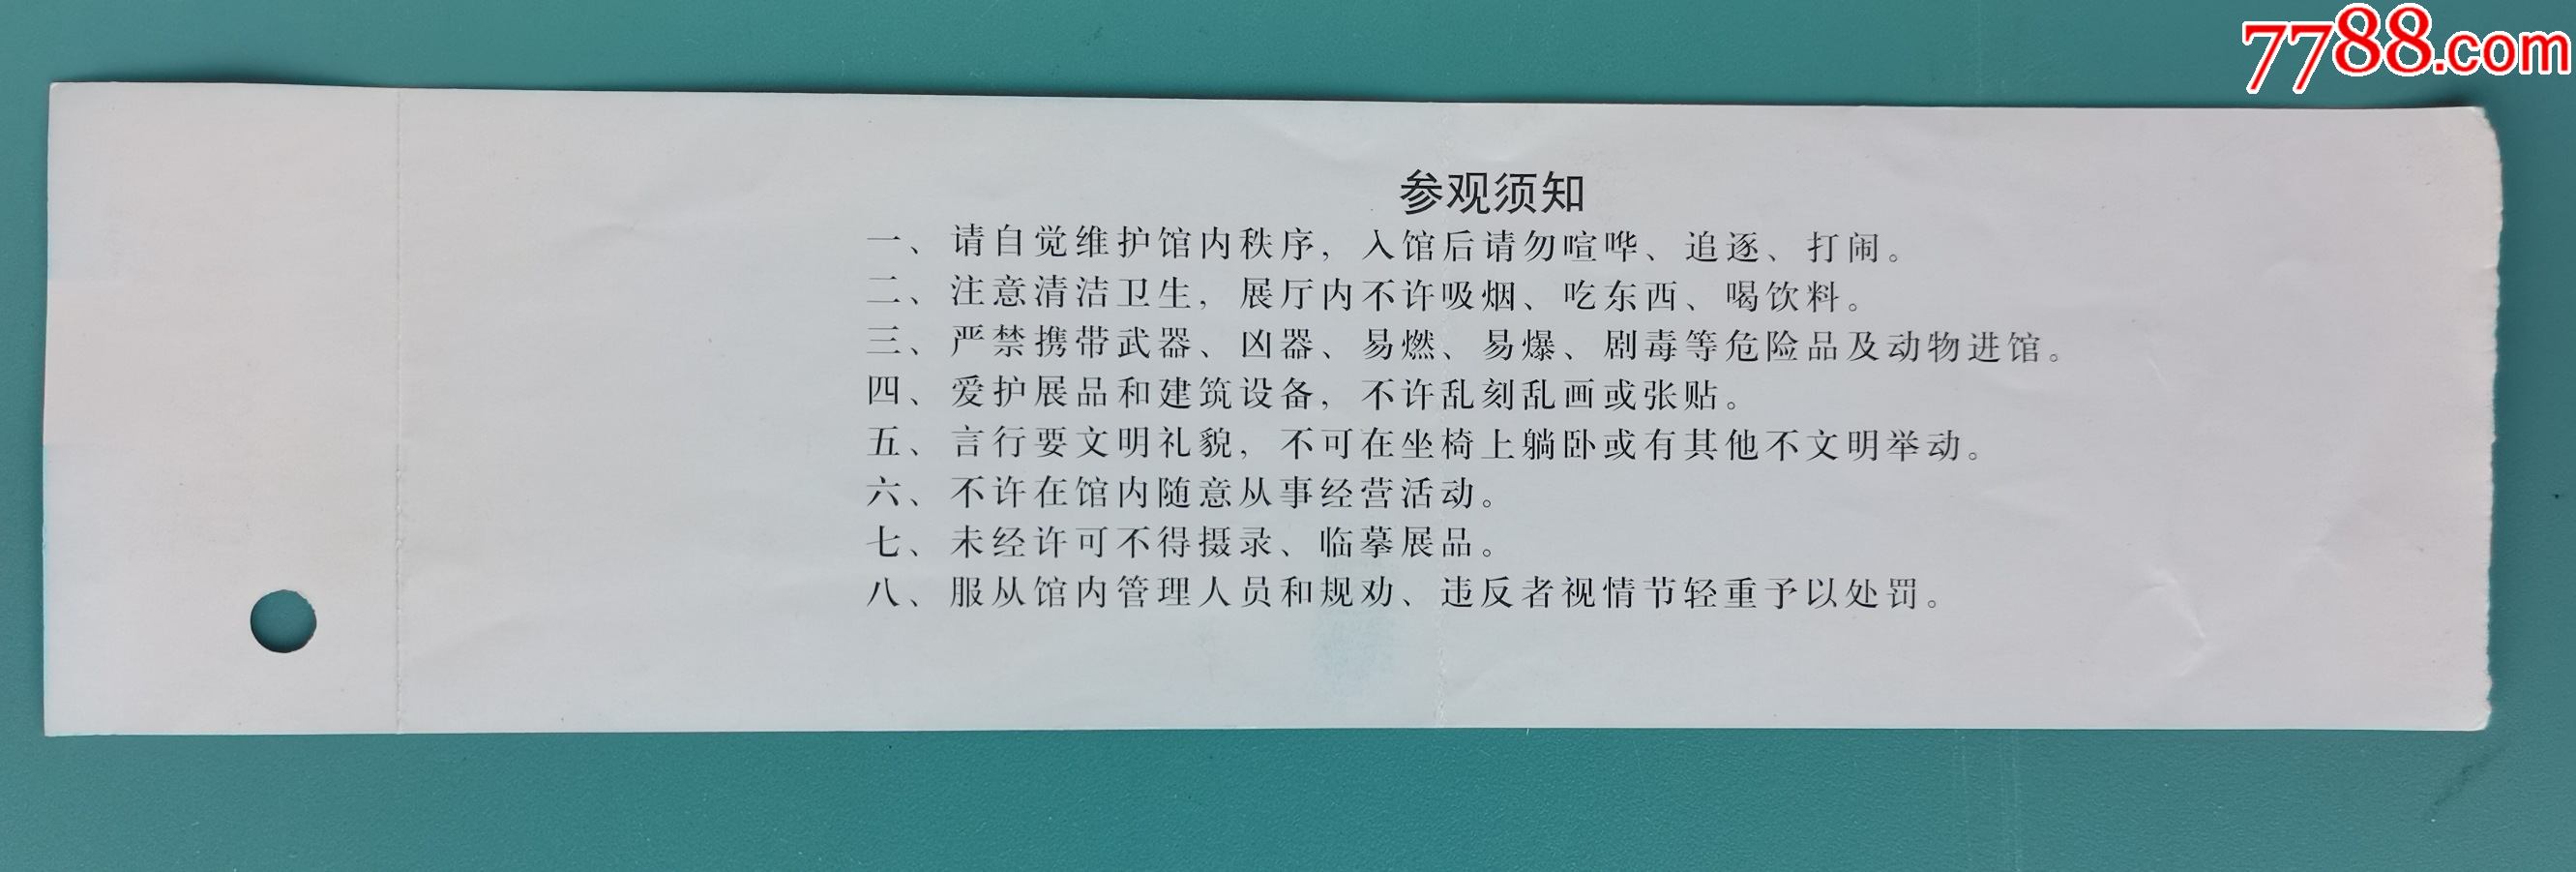 7788.com
参观须知
一、请自觉维护馆内秩序，入馆后请勿喧哗、追逐、打闹。
二、注意清洁卫生，展厅内不许吸烟、吃东西、喝饮料。
三、严禁携带武器、凶器、易燃、易爆、剧毒等危险品及动物进馆。
四、爱护展品和建筑设备，不许乱刻乱画或张贴。
五、言行要文明礼貌，不可在坐椅上躺卧或有其他不文明举动。
六、不许在馆内随意从事经营活动。
七、未经许可不得摄录、临摹展品。
八、服从馆内管理人员和规劝、违反者视情节轻重予以处罚。